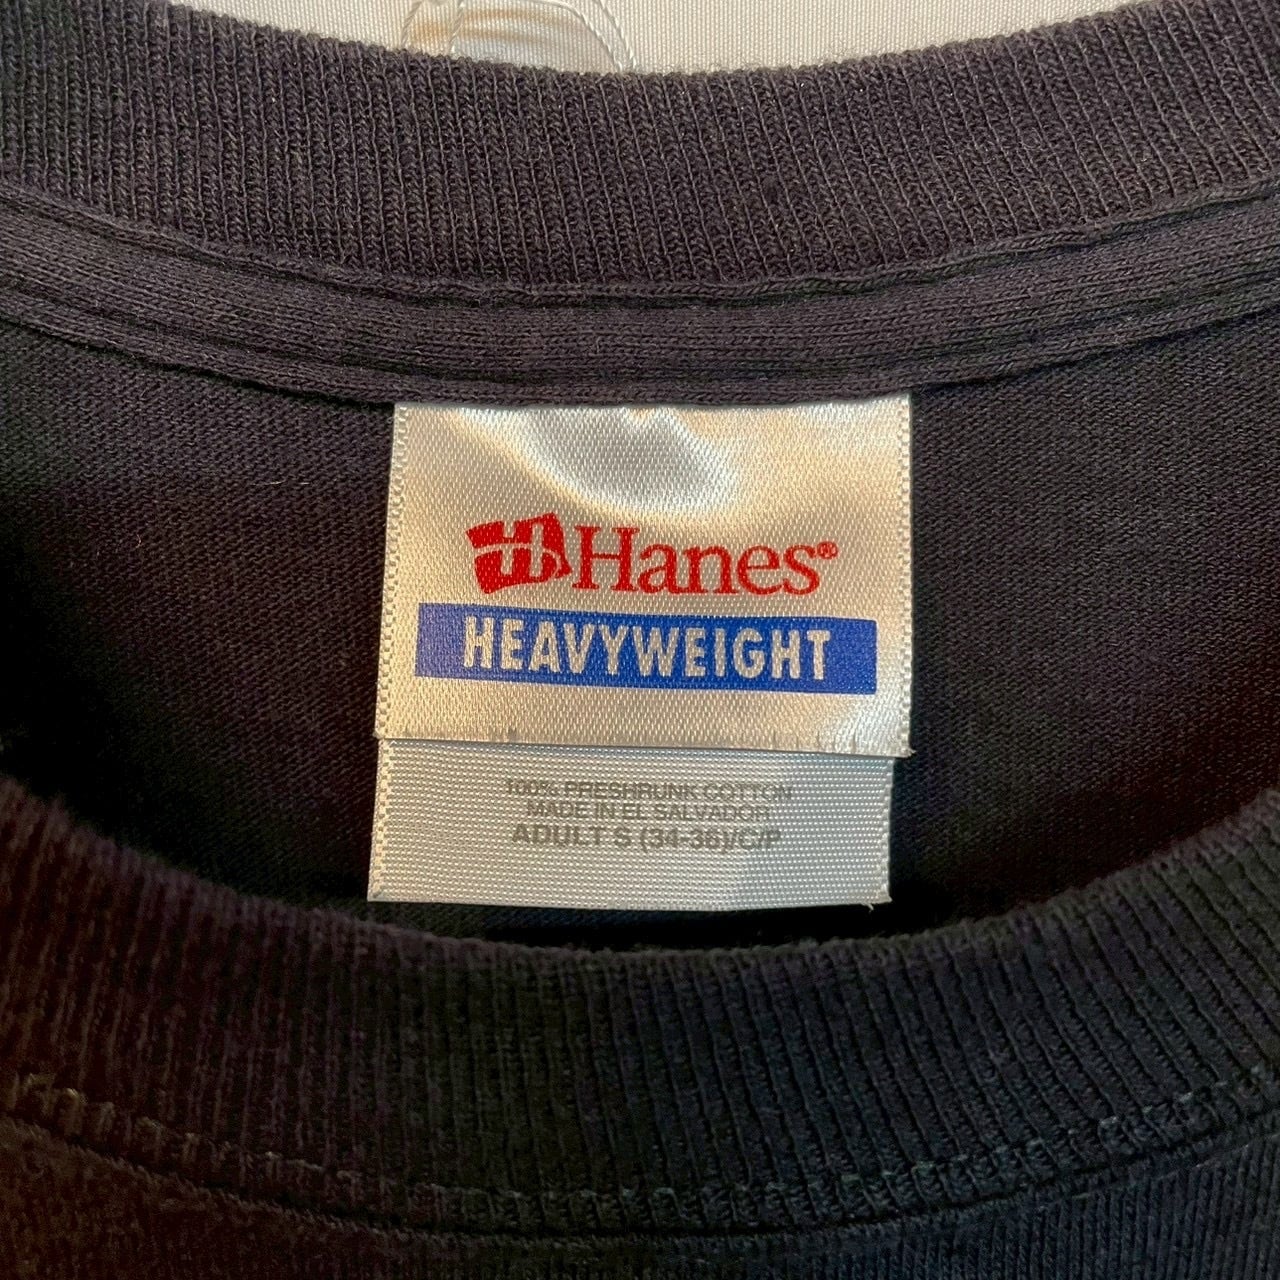 Hanes®
HEAVYWEIGHT
100% PRESHRUNK COTTON
MADE IN EL SALVADOR
ADULT S (34-36)/C/P